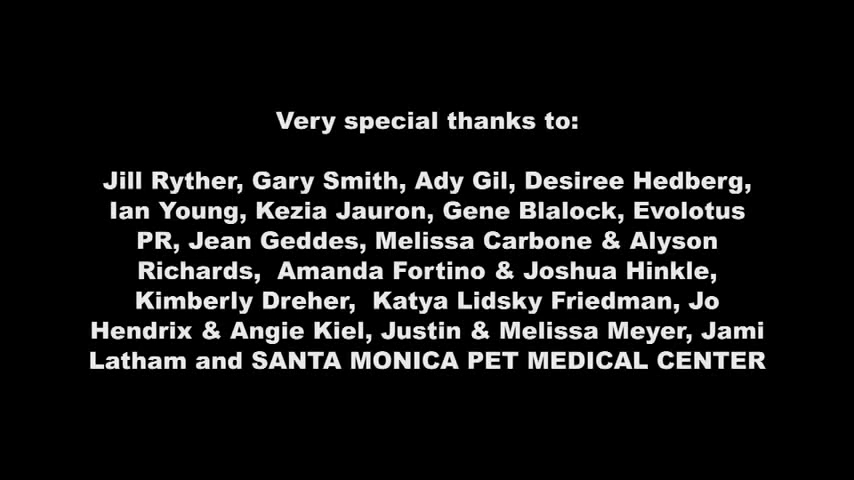 Very special thanks to:
Jill Ryther, Gary Smith, Ady Gil, Desiree Hedberg,
Ian Young, Kezia Jauron, Gene Blalock, Evolotus
PR, Jean Geddes, Melissa Carbone & Alyson
Richards,  Amanda Fortino & Joshua Hinkle,
Kimberly Dreher,  Katya Lidsky Friedman, Jo
Hendrix & Angie Kiel, Justin & Melissa Meyer, Jami
Latham and SANTA MONICA PET MEDICAL CENTER